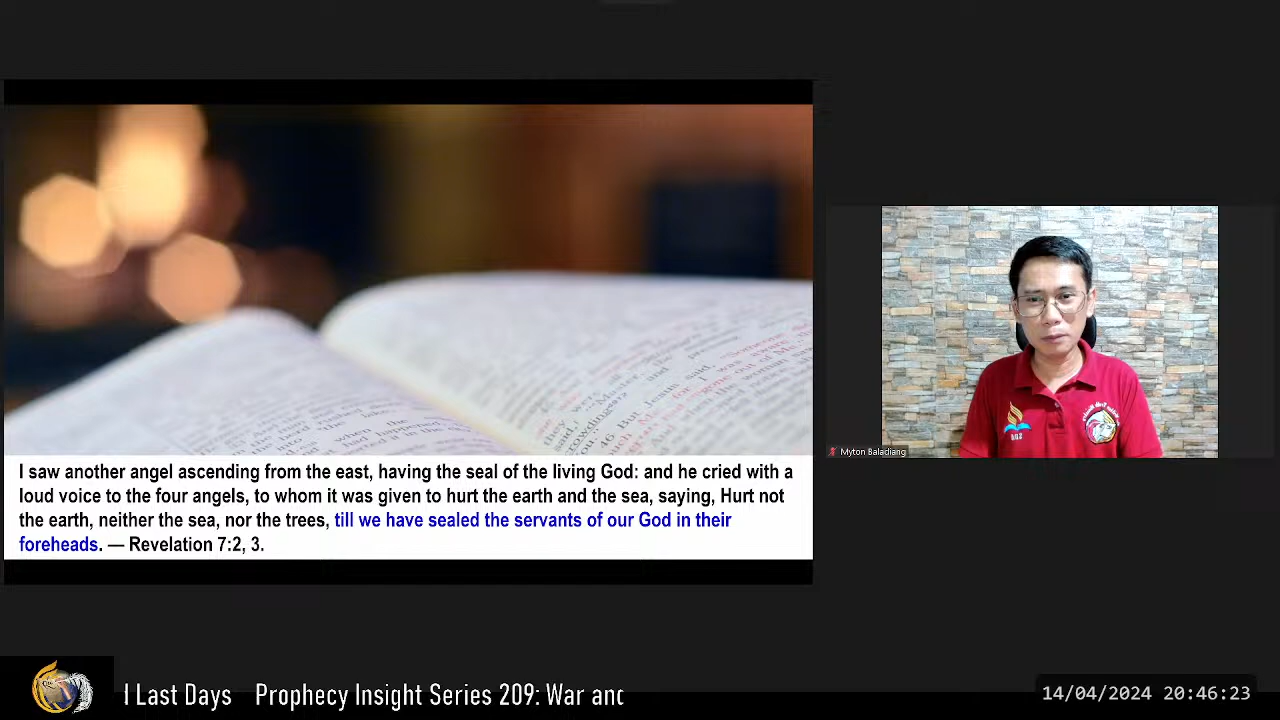 I saw another angel ascending from the east, having the seal of the living God: and he cried with a
loud voice to the four angels, to whom it was given to hurt the earth and the sea, saying, Hurt not
the earth, neither the sea, nor the trees, till we have sealed the servants of our God in their
foreheads. — Revelation 7:2, 3.
Myton Baladiang
Last Days Prophecy Insight Series 209: War and
14/04/2024 20:46:23